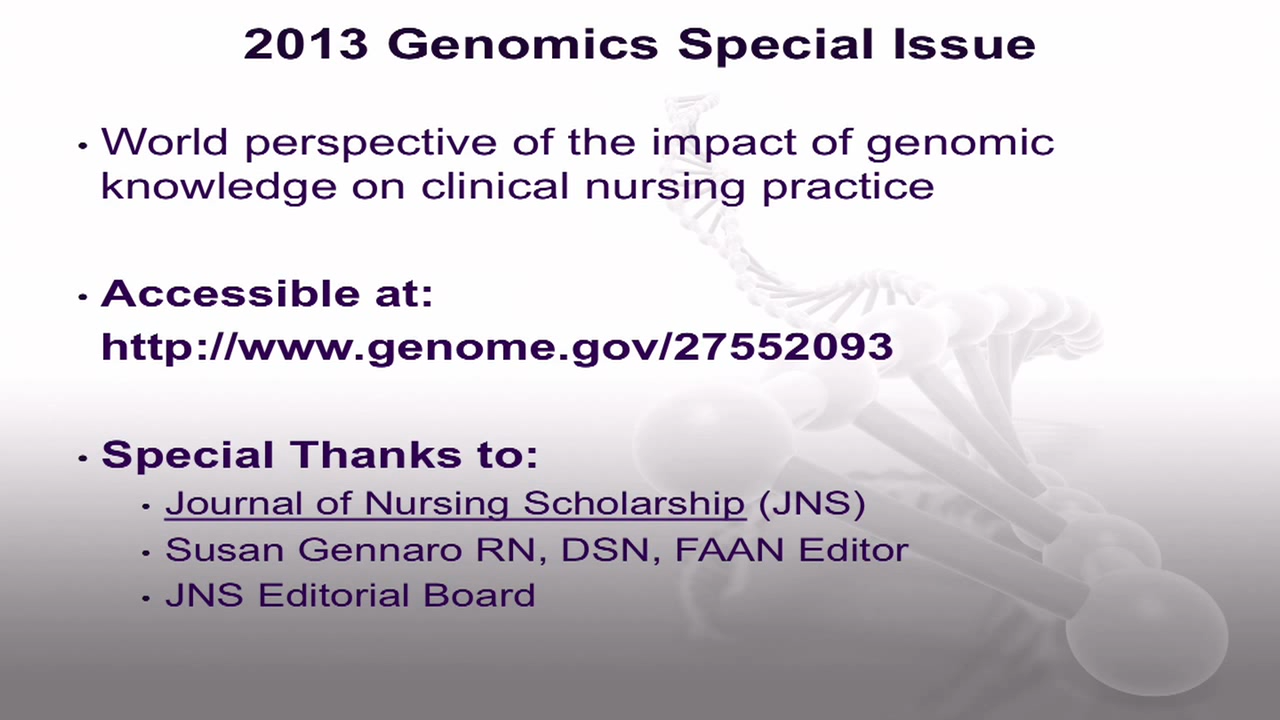 2013 Genomics Special Issue
• World perspective of the impact of genomic
knowledge on clinical nursing practice
• Accessible at:
http://www.genome.gov/27552093
• Special Thanks to:
• Journal of Nursing Scholarship (JNS)
• Susan Gennaro RN, DSN, FAAN Editor
• JNS Editorial Board